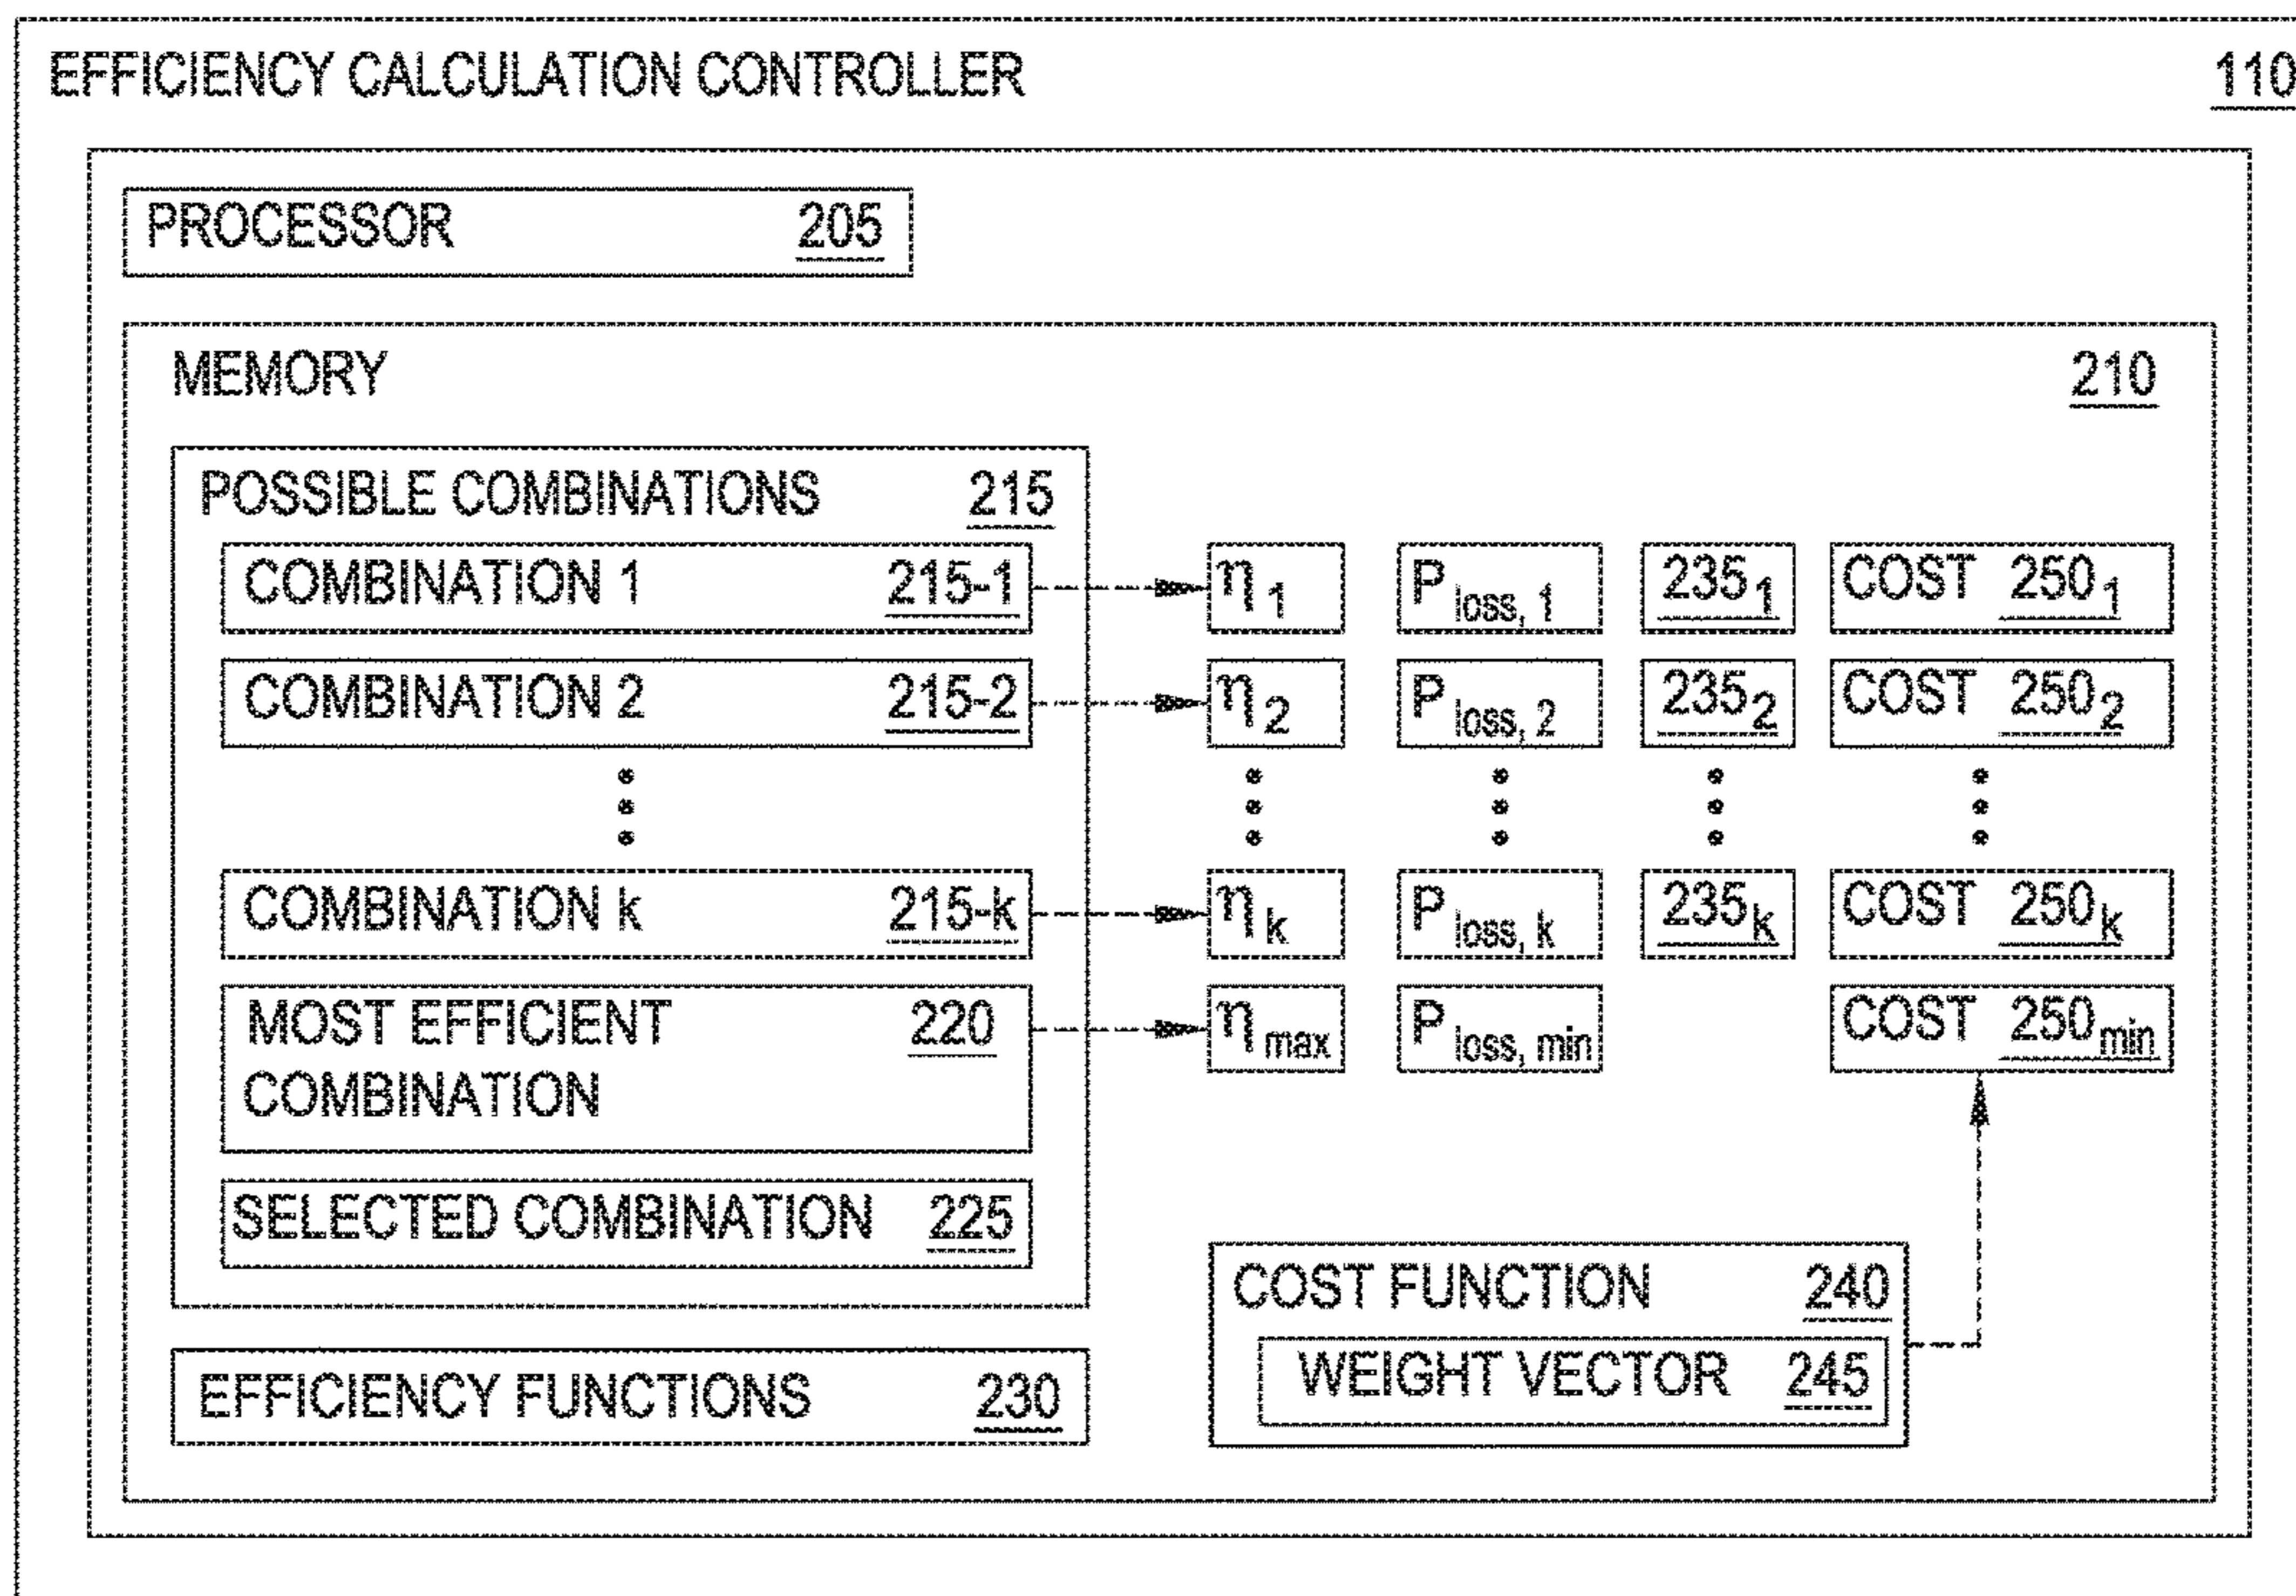 EFFICIENCY CALCULATION CONTROLLER 110
PROCESSOR 205
MEMORY 210
POSSIBLE COMBINATIONS 215
COMBINATION 1 215-1 η1 Ploss, 1 2351 COST 2501
COMBINATION 2 215-2 η2 Ploss, 2 2352 COST 2502
COMBINATION k 215-k ηk Ploss, k 235k COST 250k
MOST EFFICIENT 220 ηmax Ploss, min COST 250min
COMBINATION
SELECTED COMBINATION 225
COST FUNCTION 240
WEIGHT VECTOR 245
EFFICIENCY FUNCTIONS 230